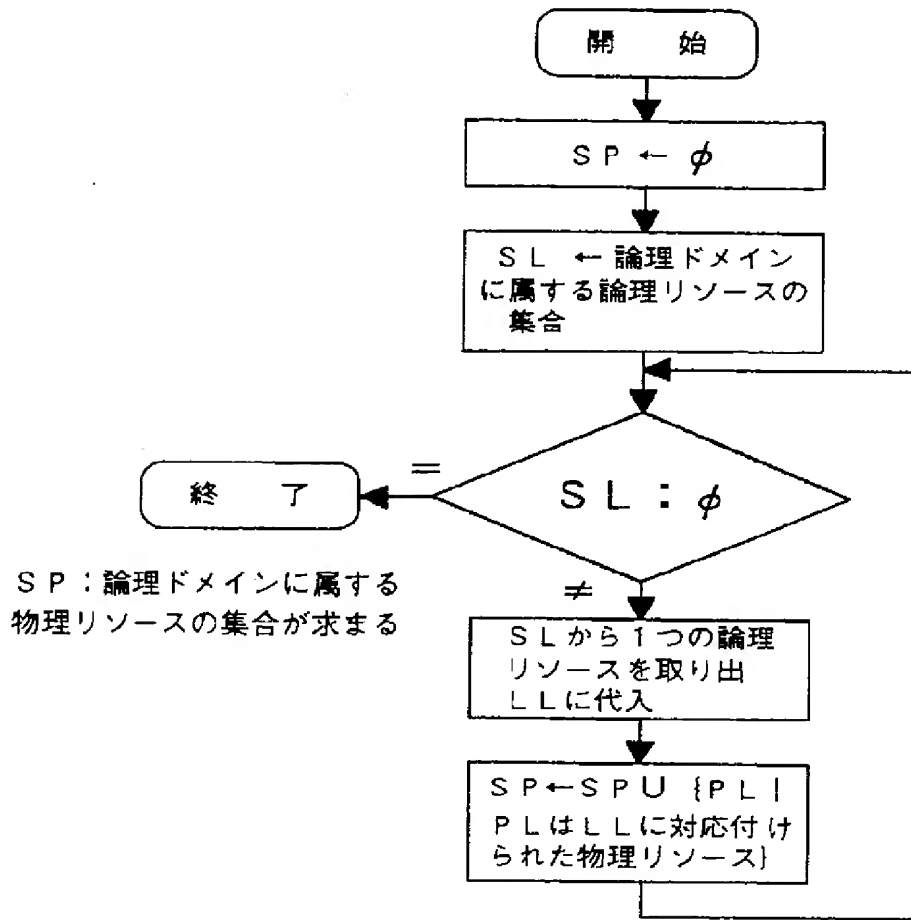 開 始
SP ← φ
SL ← 論理ドメイン
に属する論理リソースの
集合
=
SL : φ
終 了
SP:論理ドメインに属する
物理リソースの集合が求まる
≠
SLから1つの論理
リソースを取り出
LLに代入
SP←SP∪ {PL|
PLはLLに対応付け
られた物理リソース}